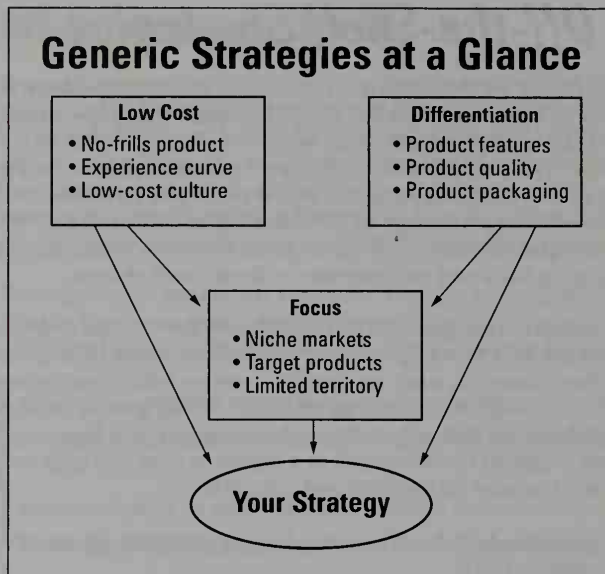 Generic Strategies at a Glance
Low Cost
• No-frills product
• Experience curve
• Low-cost culture
Differentiation
• Product features
• Product quality
• Product packaging
Focus
• Niche markets
• Target products
• Limited territory
Your Strategy